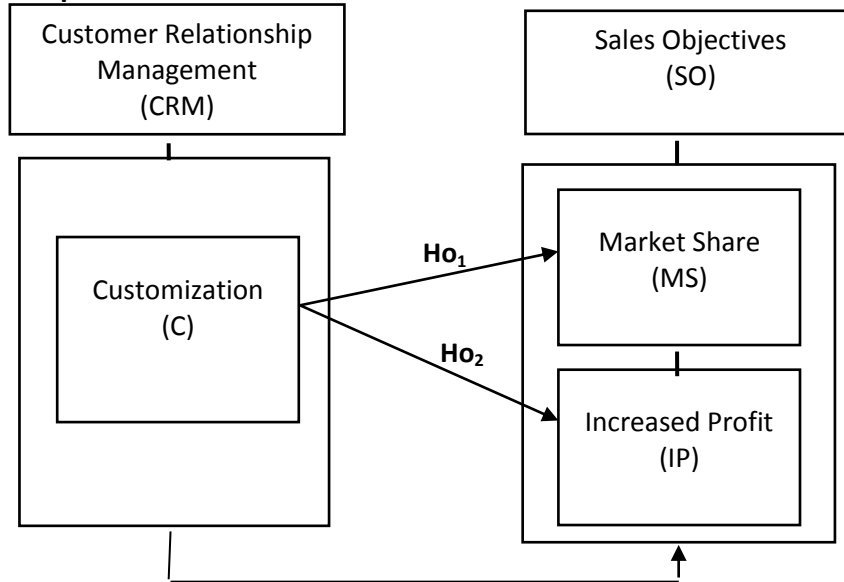 Customer Relationship
Management
(CRM)
Sales Objectives
(SO)
Customization
(C)
Ho₁
Market Share
(MS)
Ho₂
Increased Profit
(IP)